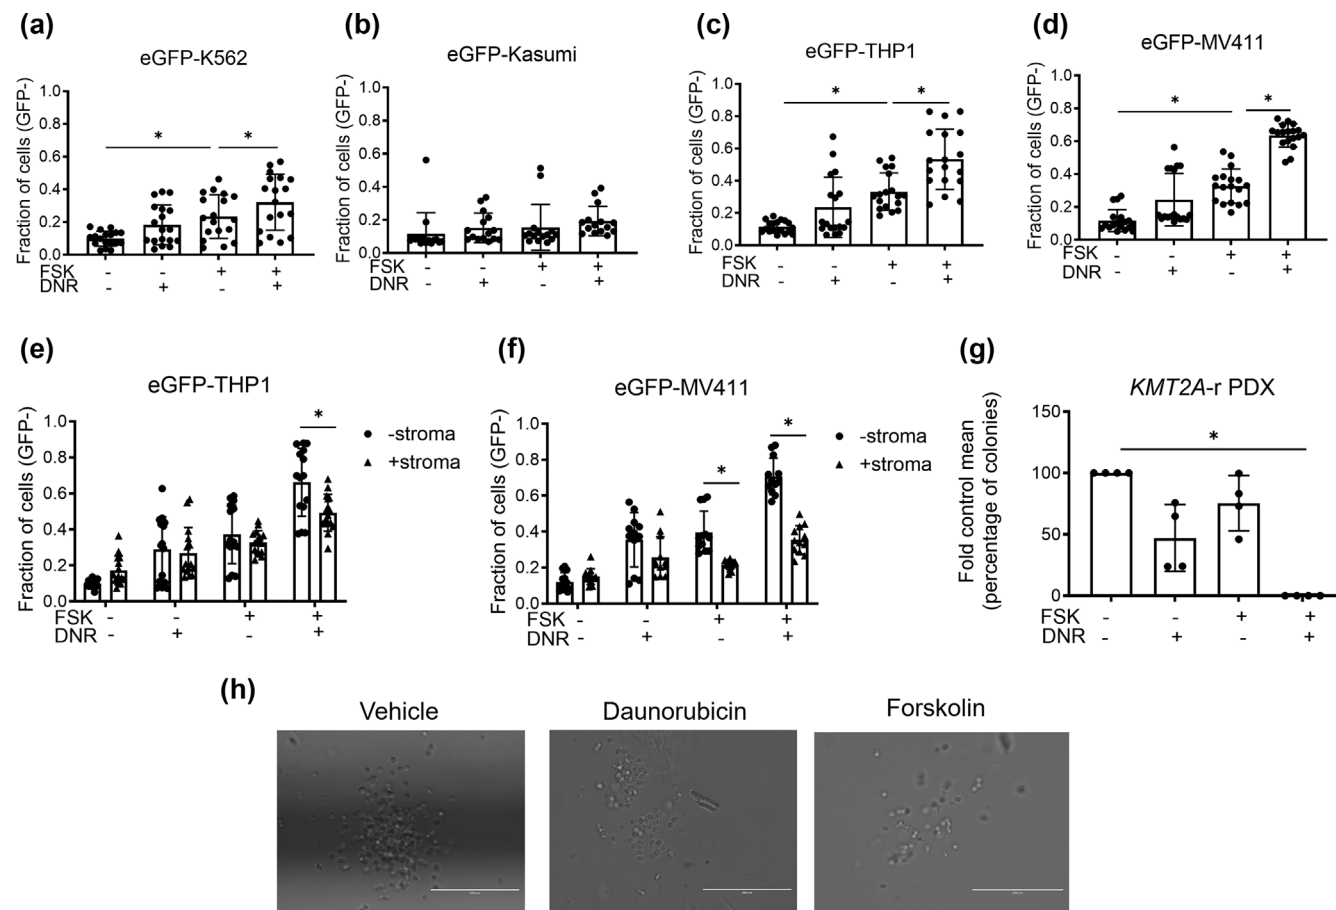 (a)
eGFP-K562
Fraction of cells (GFP-)
1.0
0.8
0.6
0.4
0.2
0.0
* *
FSK - - + +
DNR - + - +
(b)
eGFP-Kasumi
Fraction of cells (GFP-)
1.0
0.8
0.6
0.4
0.2
0.0
FSK - - + +
DNR - + - +
(c)
eGFP-THP1
Fraction of cells (GFP-)
1.0
0.8
0.6
0.4
0.2
0.0
* *
FSK - - + +
DNR - + - +
(d)
eGFP-MV411
Fraction of cells (GFP-)
1.0
0.8
0.6
0.4
0.2
0.0
* *
FSK - - + +
DNR - + - +
(e)
eGFP-THP1
Fraction of cells (GFP-)
1.0
0.8
0.6
0.4
0.2
0.0
*
-stroma
+stroma
FSK - - + +
DNR - + - +
(f)
eGFP-MV411
Fraction of cells (GFP-)
1.0
0.8
0.6
0.4
0.2
0.0
* *
-stroma
+stroma
FSK - - + +
DNR - + - +
(g)
KMT2A-r PDX
Fold control mean
(percentage of colonies)
150
100
50
0
*
FSK - - + +
DNR - + - +
(h)
Vehicle
Daunorubicin
Forskolin